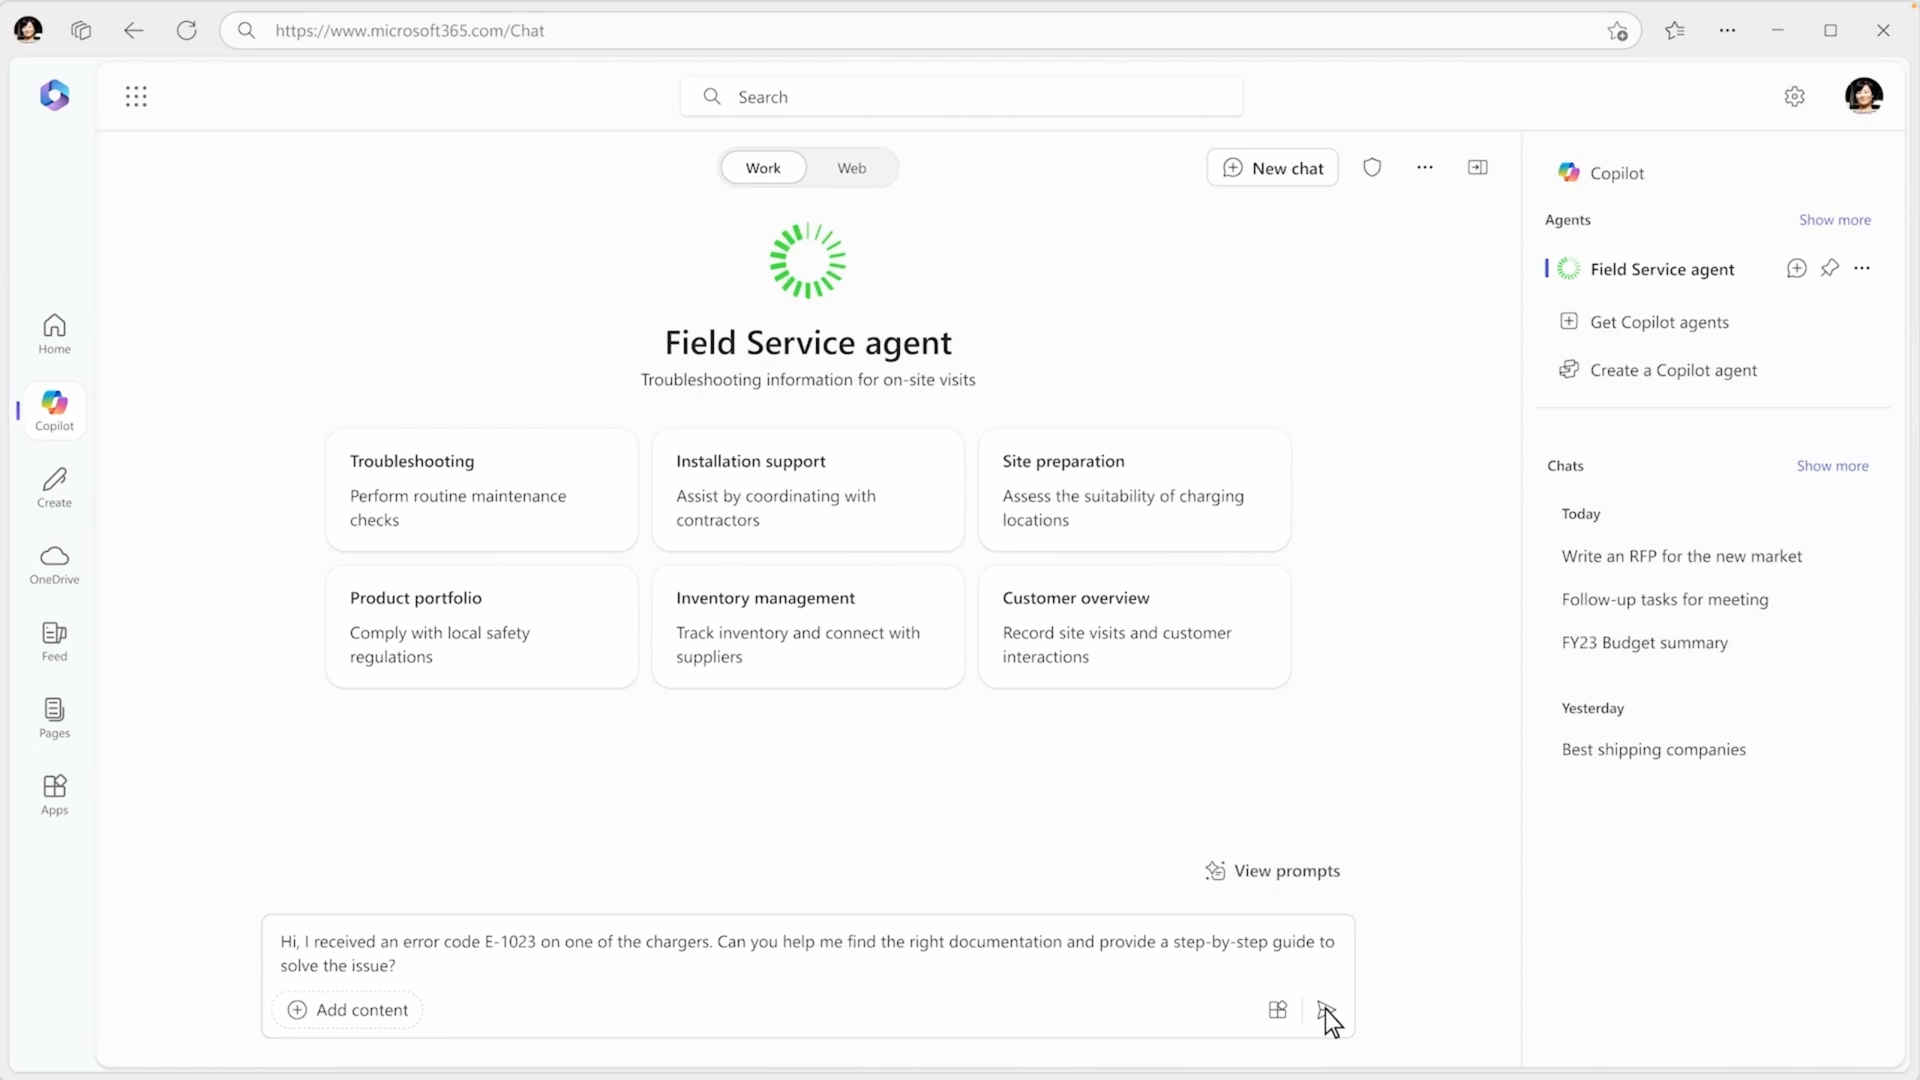 https://www.microsoft365.com/Chat
Search
Work
Web
New chat
Copilot
Agents
Show more
Field Service agent
Get Copilot agents
Create a Copilot agent
Chats
Show more
Today
Write an RFP for the new market
Follow-up tasks for meeting
FY23 Budget summary
Yesterday
Best shipping companies
Home
Copilot
Create
OneDrive
Feed
Pages
Apps
Field Service agent
Troubleshooting information for on-site visits
Troubleshooting
Perform routine maintenance
checks
Installation support
Assist by coordinating with
contractors
Site preparation
Assess the suitability of charging
locations
Product portfolio
Comply with local safety
regulations
Inventory management
Track inventory and connect with
suppliers
Customer overview
Record site visits and customer
interactions
View prompts
Hi, I received an error code E-1023 on one of the chargers. Can you help me find the right documentation and provide a step-by-step guide to
solve the issue?
Add content